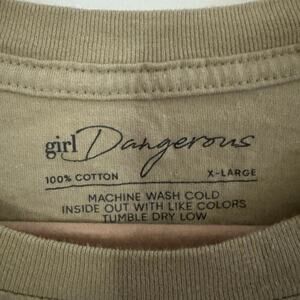 girl Dangerous
100% COTTON X-LARGE
MACHINE WASH COLD
INSIDE OUT WITH LIKE COLORS
TUMBLE DRY LOW